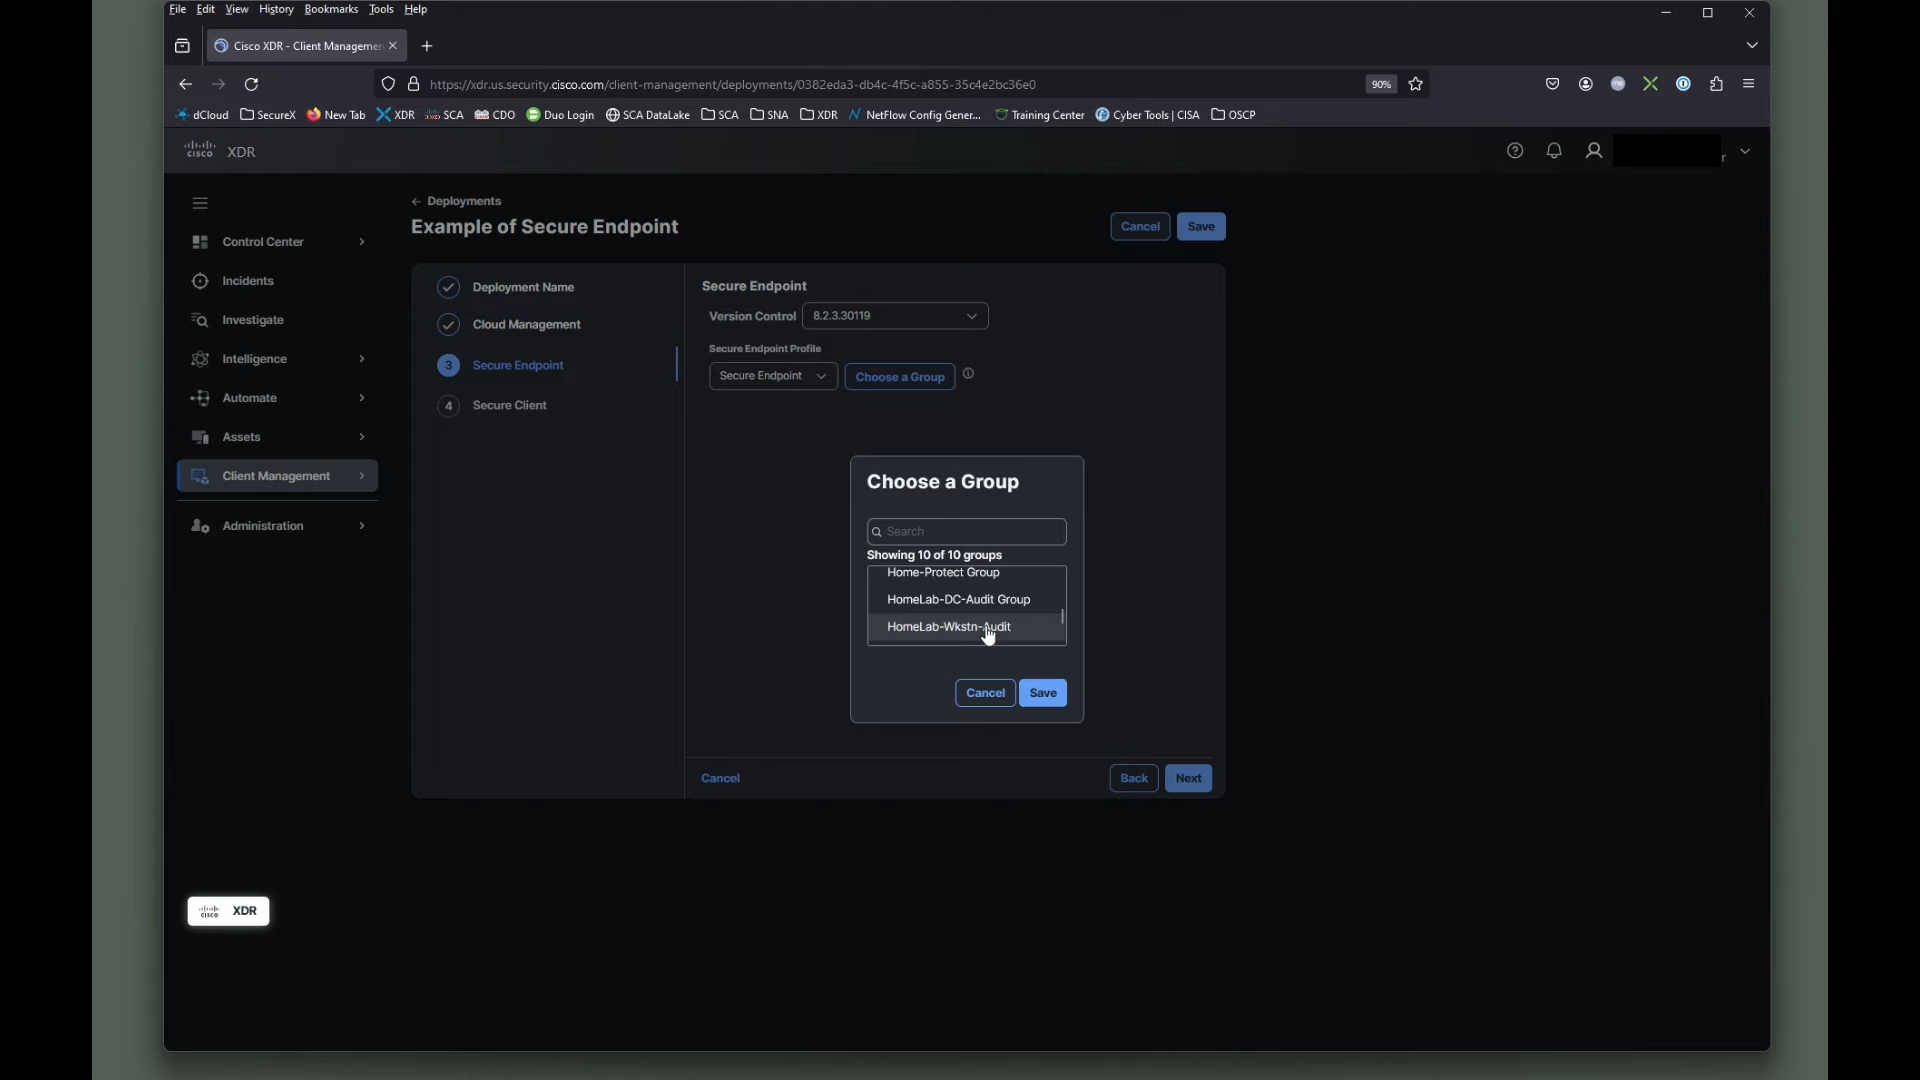 File Edit View History Bookmarks Tools Help
Cisco XDR - Client Managemen
https://xdr.us.security.cisco.com/client-management/deployments/0382eda3-db4c-4f5c-a855-35c4e2bc36e0
90%
dCloud SecureX New Tab XDR SCA CDO Duo Login SCA DataLake SCA SNA XDR NetFlow Config Gener... Training Center Cyber Tools | CISA OSCP
cisco XDR
r
Deployments
Example of Secure Endpoint
Cancel Save
Control Center
Incidents
Investigate
Intelligence
Automate
Assets
Client Management
Administration
Deployment Name
Cloud Management
3 Secure Endpoint
4 Secure Client
Secure Endpoint
Version Control 8.2.3.30119
Secure Endpoint Profile
Secure Endpoint Choose a Group
Choose a Group
Search
Showing 10 of 10 groups
Home-Protect Group
HomeLab-DC-Audit Group
HomeLab-Wkstn-Audit
Cancel Save
Cancel Back Next
cisco XDR